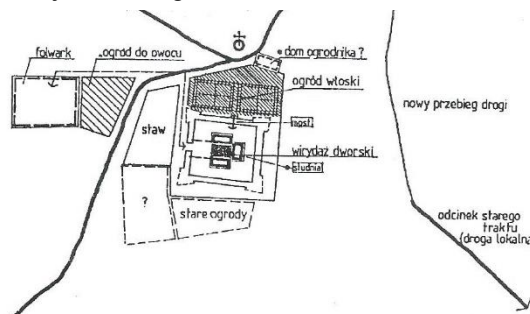 folwark
„ogród do owocu
dom ogrodnika ?
ogród włoski
nowy przebieg drogi
most
staw
wirydaż dworski
studnia
?
stare ogrody
odcinek starego
traktu
(droga lokalna)